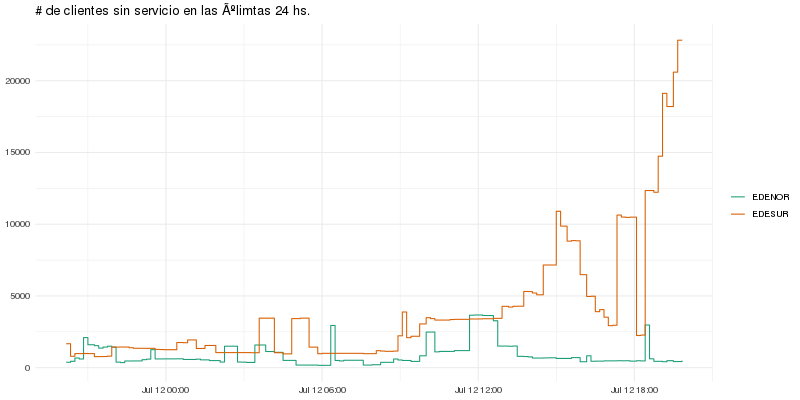 # de clientes sin servicio en las Ãºlimtas 24 hs.
20000
15000
10000
5000
0
Jul 12 00:00
Jul 12 06:00
Jul 12 12:00
Jul 12 18:00
EDENOR
EDESUR